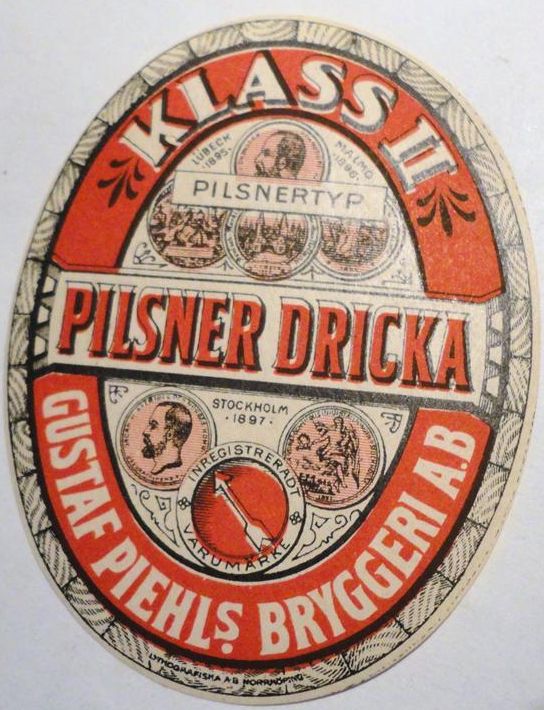 KLASS II
LÜBECK 1895.
MALMÖ 1896.
PILSNERTYP
PILSNER DRICKA
STOCKHOLM
· 1897 ·
INREGISTRERADT
VARUMÄRKE
GUSTAF PIEHLS BRYGGERI A.B
LITHOGRAFISKA A.B NORRKÖPING